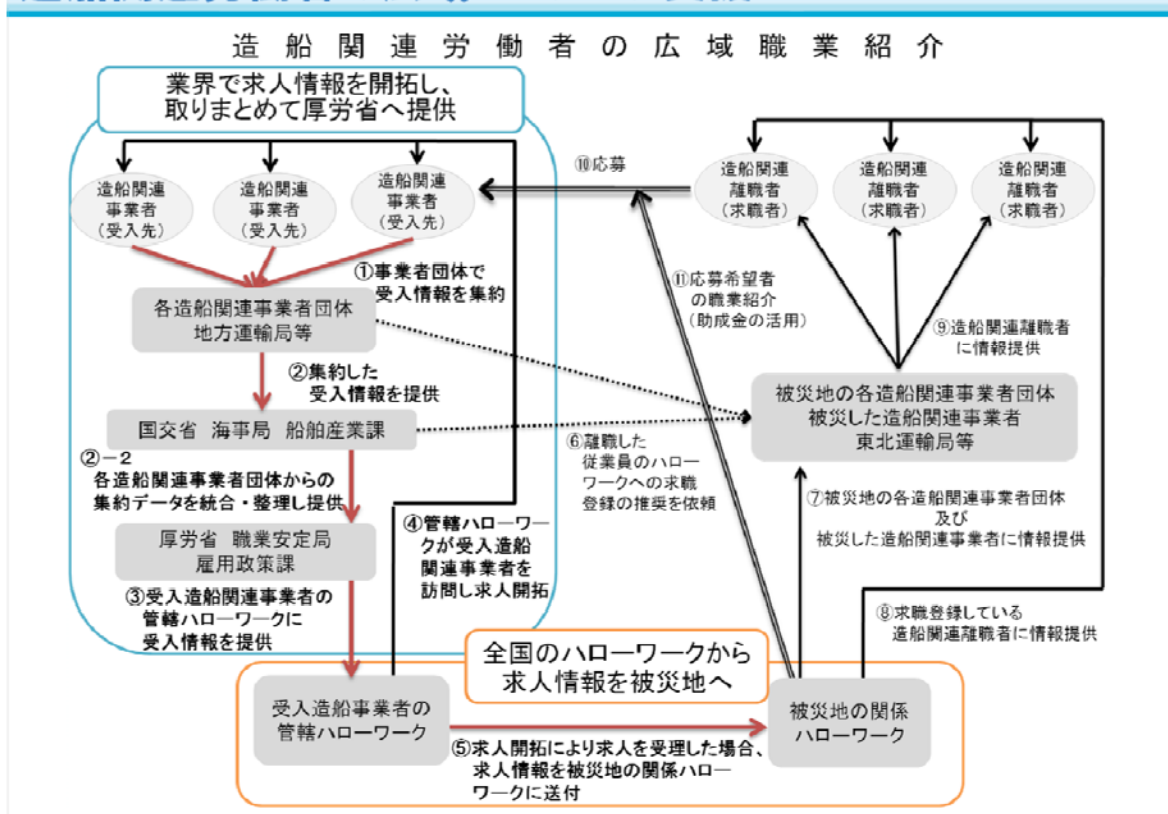 造船関連労働者の広域職業紹介
業界で求人情報を開拓し、
取りまとめて厚労省へ提供
造船関連
事業者
(受入先)
造船関連
事業者
(受入先)
造船関連
事業者
(受入先)
⑩応募
造船関連
離職者
(求職者)
造船関連
離職者
(求職者)
造船関連
離職者
(求職者)
①事業者団体で
受入情報を集約
各造船関連事業者団体
地方運輸局等
⑪応募希望者
の職業紹介
(助成金の活用)
⑨造船関連離職者
に情報提供
②集約した
受入情報を提供
国交省 海事局 船舶産業課
被災地の各造船関連事業者団体
被災した造船関連事業者
東北運輸局等
②-2
各造船関連事業者団体からの
集約データを統合・整理し提供
⑥離職した
従業員のハロー
ワークへの求職
登録の推奨を依頼
⑦被災地の各造船関連事業者団体
及び
被災した造船関連事業者に情報提供
厚労省 職業安定局
雇用政策課
④管轄ハローワー
クが受入造船
関連事業者を
訪問し求人開拓
③受入造船関連事業者の
管轄ハローワークに
受入情報を提供
⑧求職登録している
造船関連離職者に情報提供
全国のハローワークから
求人情報を被災地へ
受入造船事業者の
管轄ハローワーク
被災地の関係
ハローワーク
⑤求人開拓により求人を受理した場合、
求人情報を被災地の関係ハロー
ワークに送付